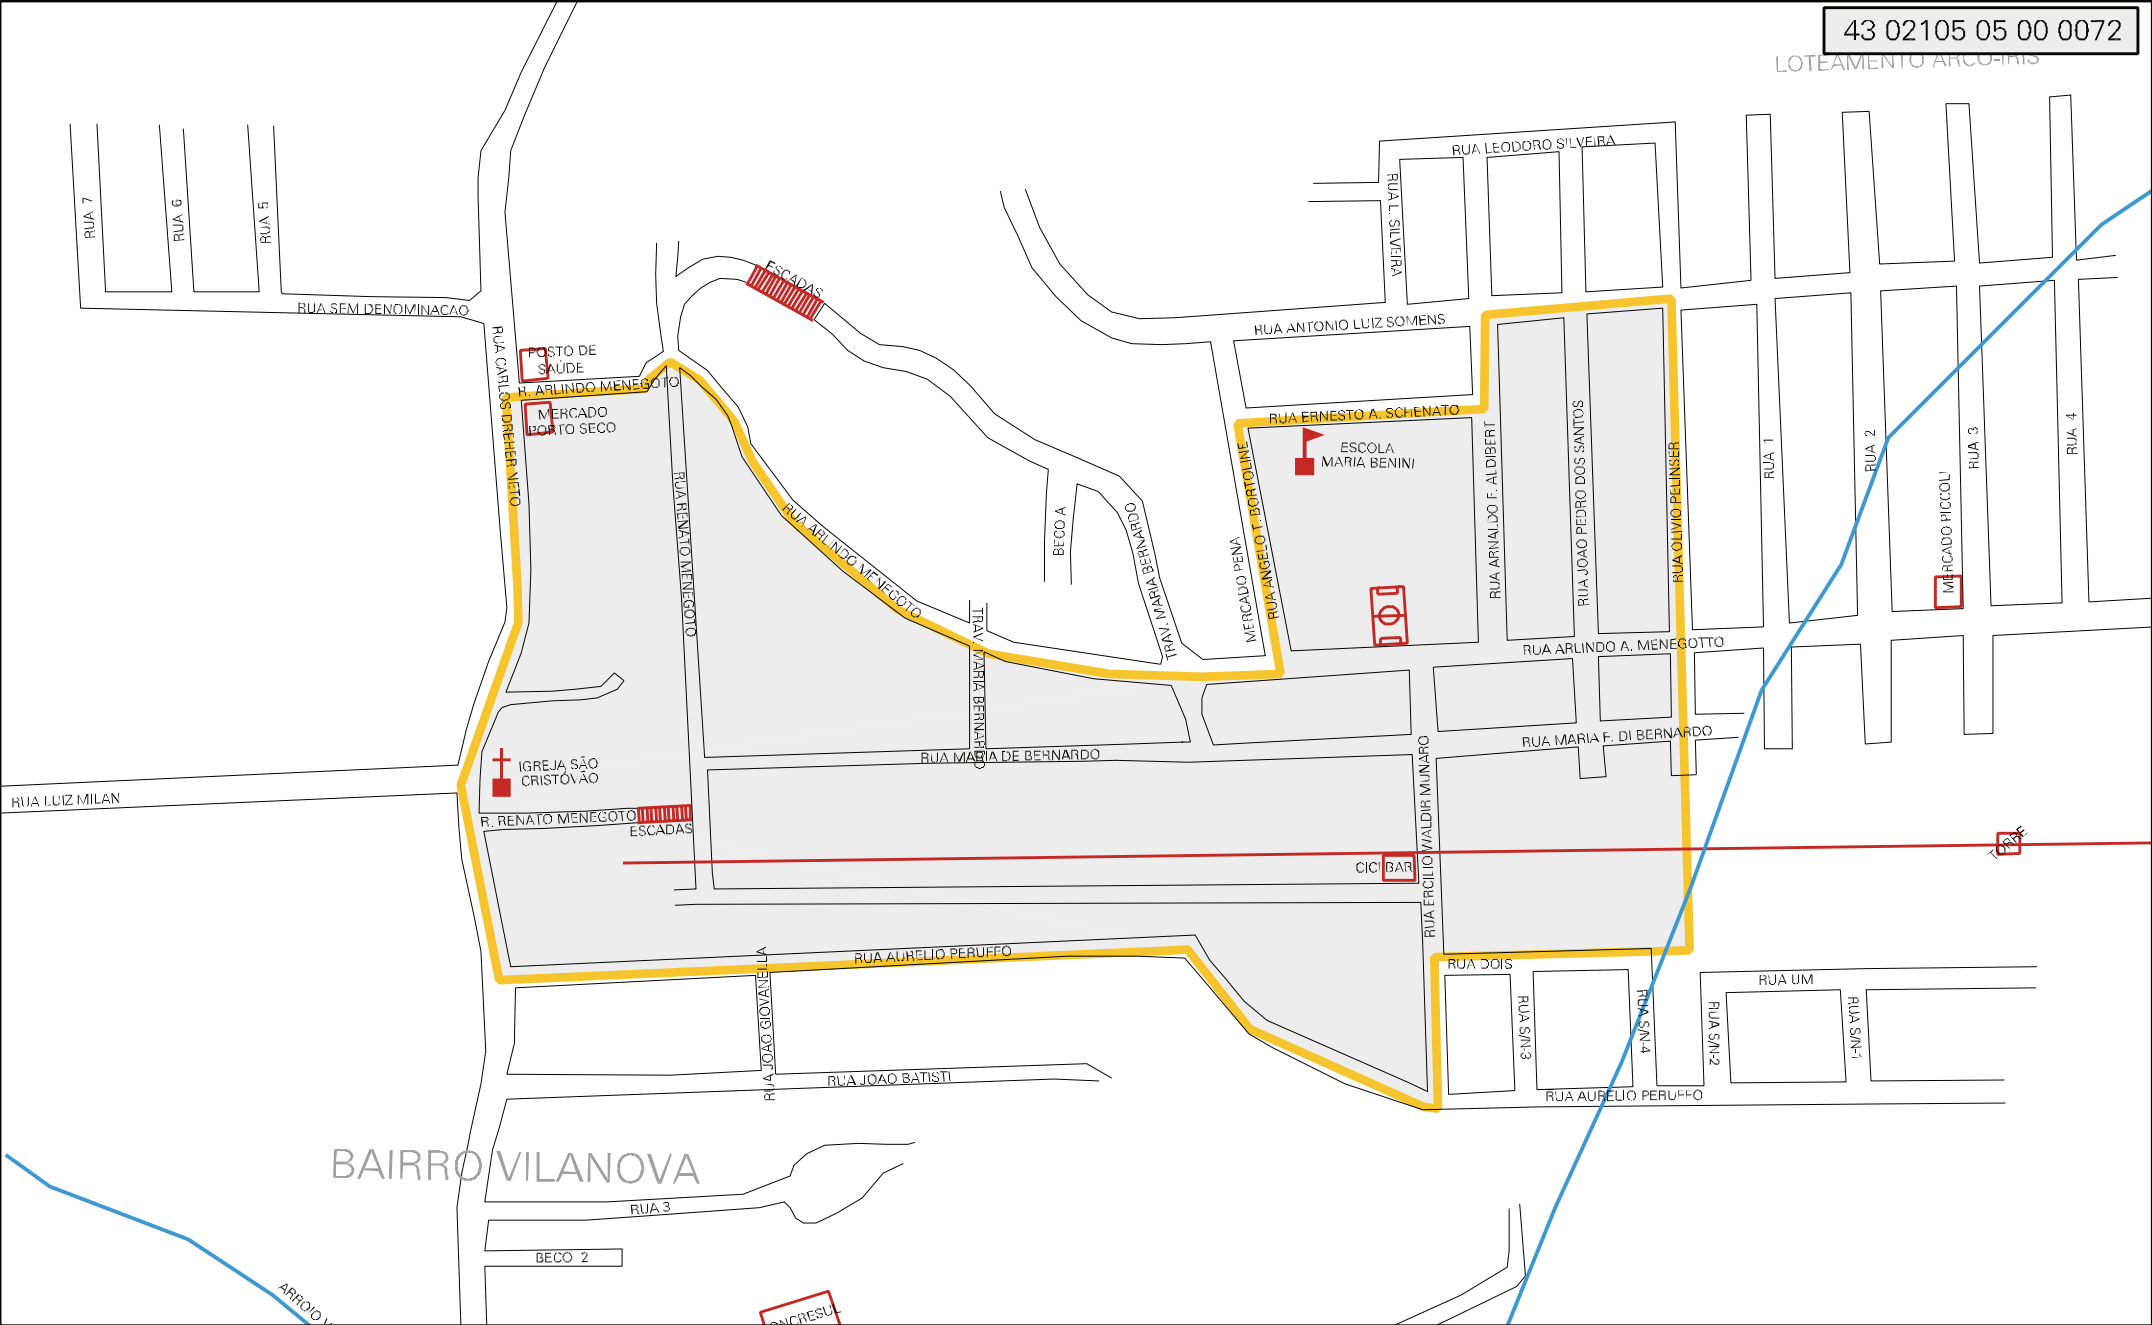 43 02105 05 00 0072
LOTEAMENTO ARCO-IRIS
RUA LEODORO SILVEIRA
RUA L. SILVEIRA
RUA 7
RUA 6
RUA 5
RUA SEM DENOMINACAO
ESCADAS
RUA ANTONIO LUIZ SOMENS
RUA CARLOS DREHER NETO
POSTO DE
SAÚDE
R. ARLINDO MENEGOTO
MERCADO
PORTO SECO
RUA ERNESTO A. SCHENATO
ESCOLA
MARIA BENINI
RUA ARNALDO F. ALDIBERT
RUA JOAO PEDRO DOS SANTOS
RUA OLIVIO PELINSER
RUA 1
RUA 2
RUA 3
RUA 4
MERCADO PICCOLI
RUA RENATO MENEGOTO
RUA ARLINDO MENEGOTO
BECO A
TRAV. MARIA BERNARDO
MERCADO PENA
RUA ANGELO T. BORTOLINE
TRAV. MARIA BERNARDO
RUA ARLINDO A. MENEGOTTO
RUA MARIA F. DI BERNARDO
RUA MARIA DE BERNARDO
IGREJA SÃO
CRISTÓVÃO
RUA LUIZ MILAN
R. RENATO MENEGOTO
ESCADAS
RUA ERCILIO WALDIR MUNARO
CICI BAR
TORRE
RUA AURELIO PERUFFO
RUA JOAO GIOVANELLA
RUA DOIS
RUA UM
RUA S/N-3
RUA S/N-4
RUA S/N-2
RUA S/N-1
RUA JOAO BATISTI
RUA AURELIO PERUFFO
BAIRRO VILANOVA
RUA 3
BECO 2
ARROIO